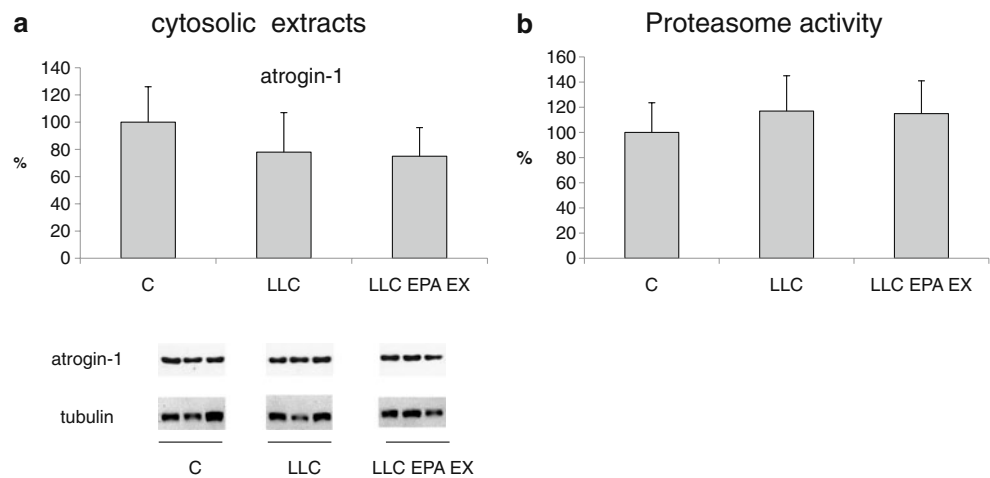 a cytosolic extracts
atrogin-1
140
120
100
80
60
40
20
0
%
C LLC LLC EPA EX
atrogin-1
tubulin
C LLC LLC EPA EX
b Proteasome activity
160
140
120
100
80
60
40
20
0
%
C LLC LLC EPA EX